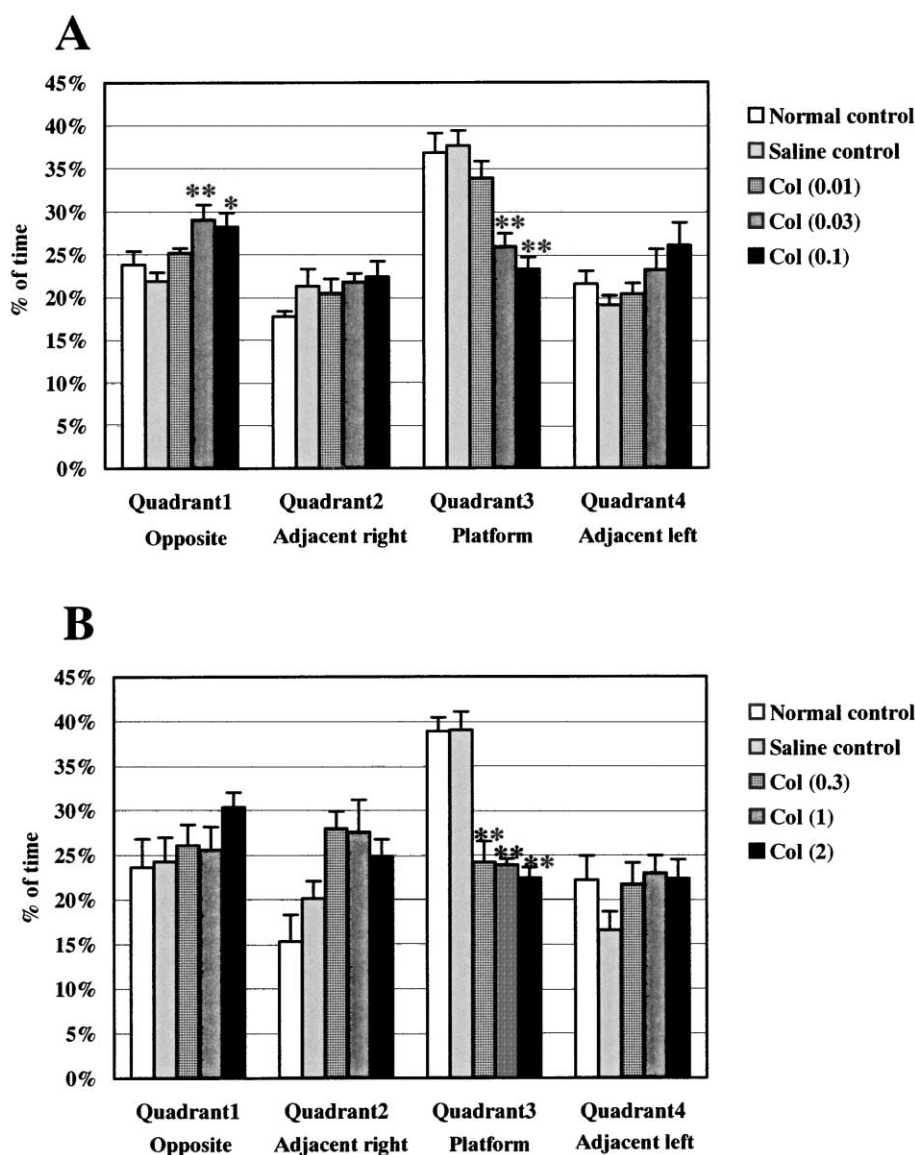 A
45%
40%
35%
30%
25%
20%
15%
10%
5%
0%
% of time
** *
**
**
Quadrant1 Quadrant2 Quadrant3 Quadrant4
Opposite Adjacent right Platform Adjacent left
Normal control
Saline control
Col (0.01)
Col (0.03)
Col (0.1)
B
45%
40%
35%
30%
25%
20%
15%
10%
5%
0%
% of time
**
**
**
Quadrant1 Quadrant2 Quadrant3 Quadrant4
Opposite Adjacent right Platform Adjacent left
Normal control
Saline control
Col (0.3)
Col (1)
Col (2)